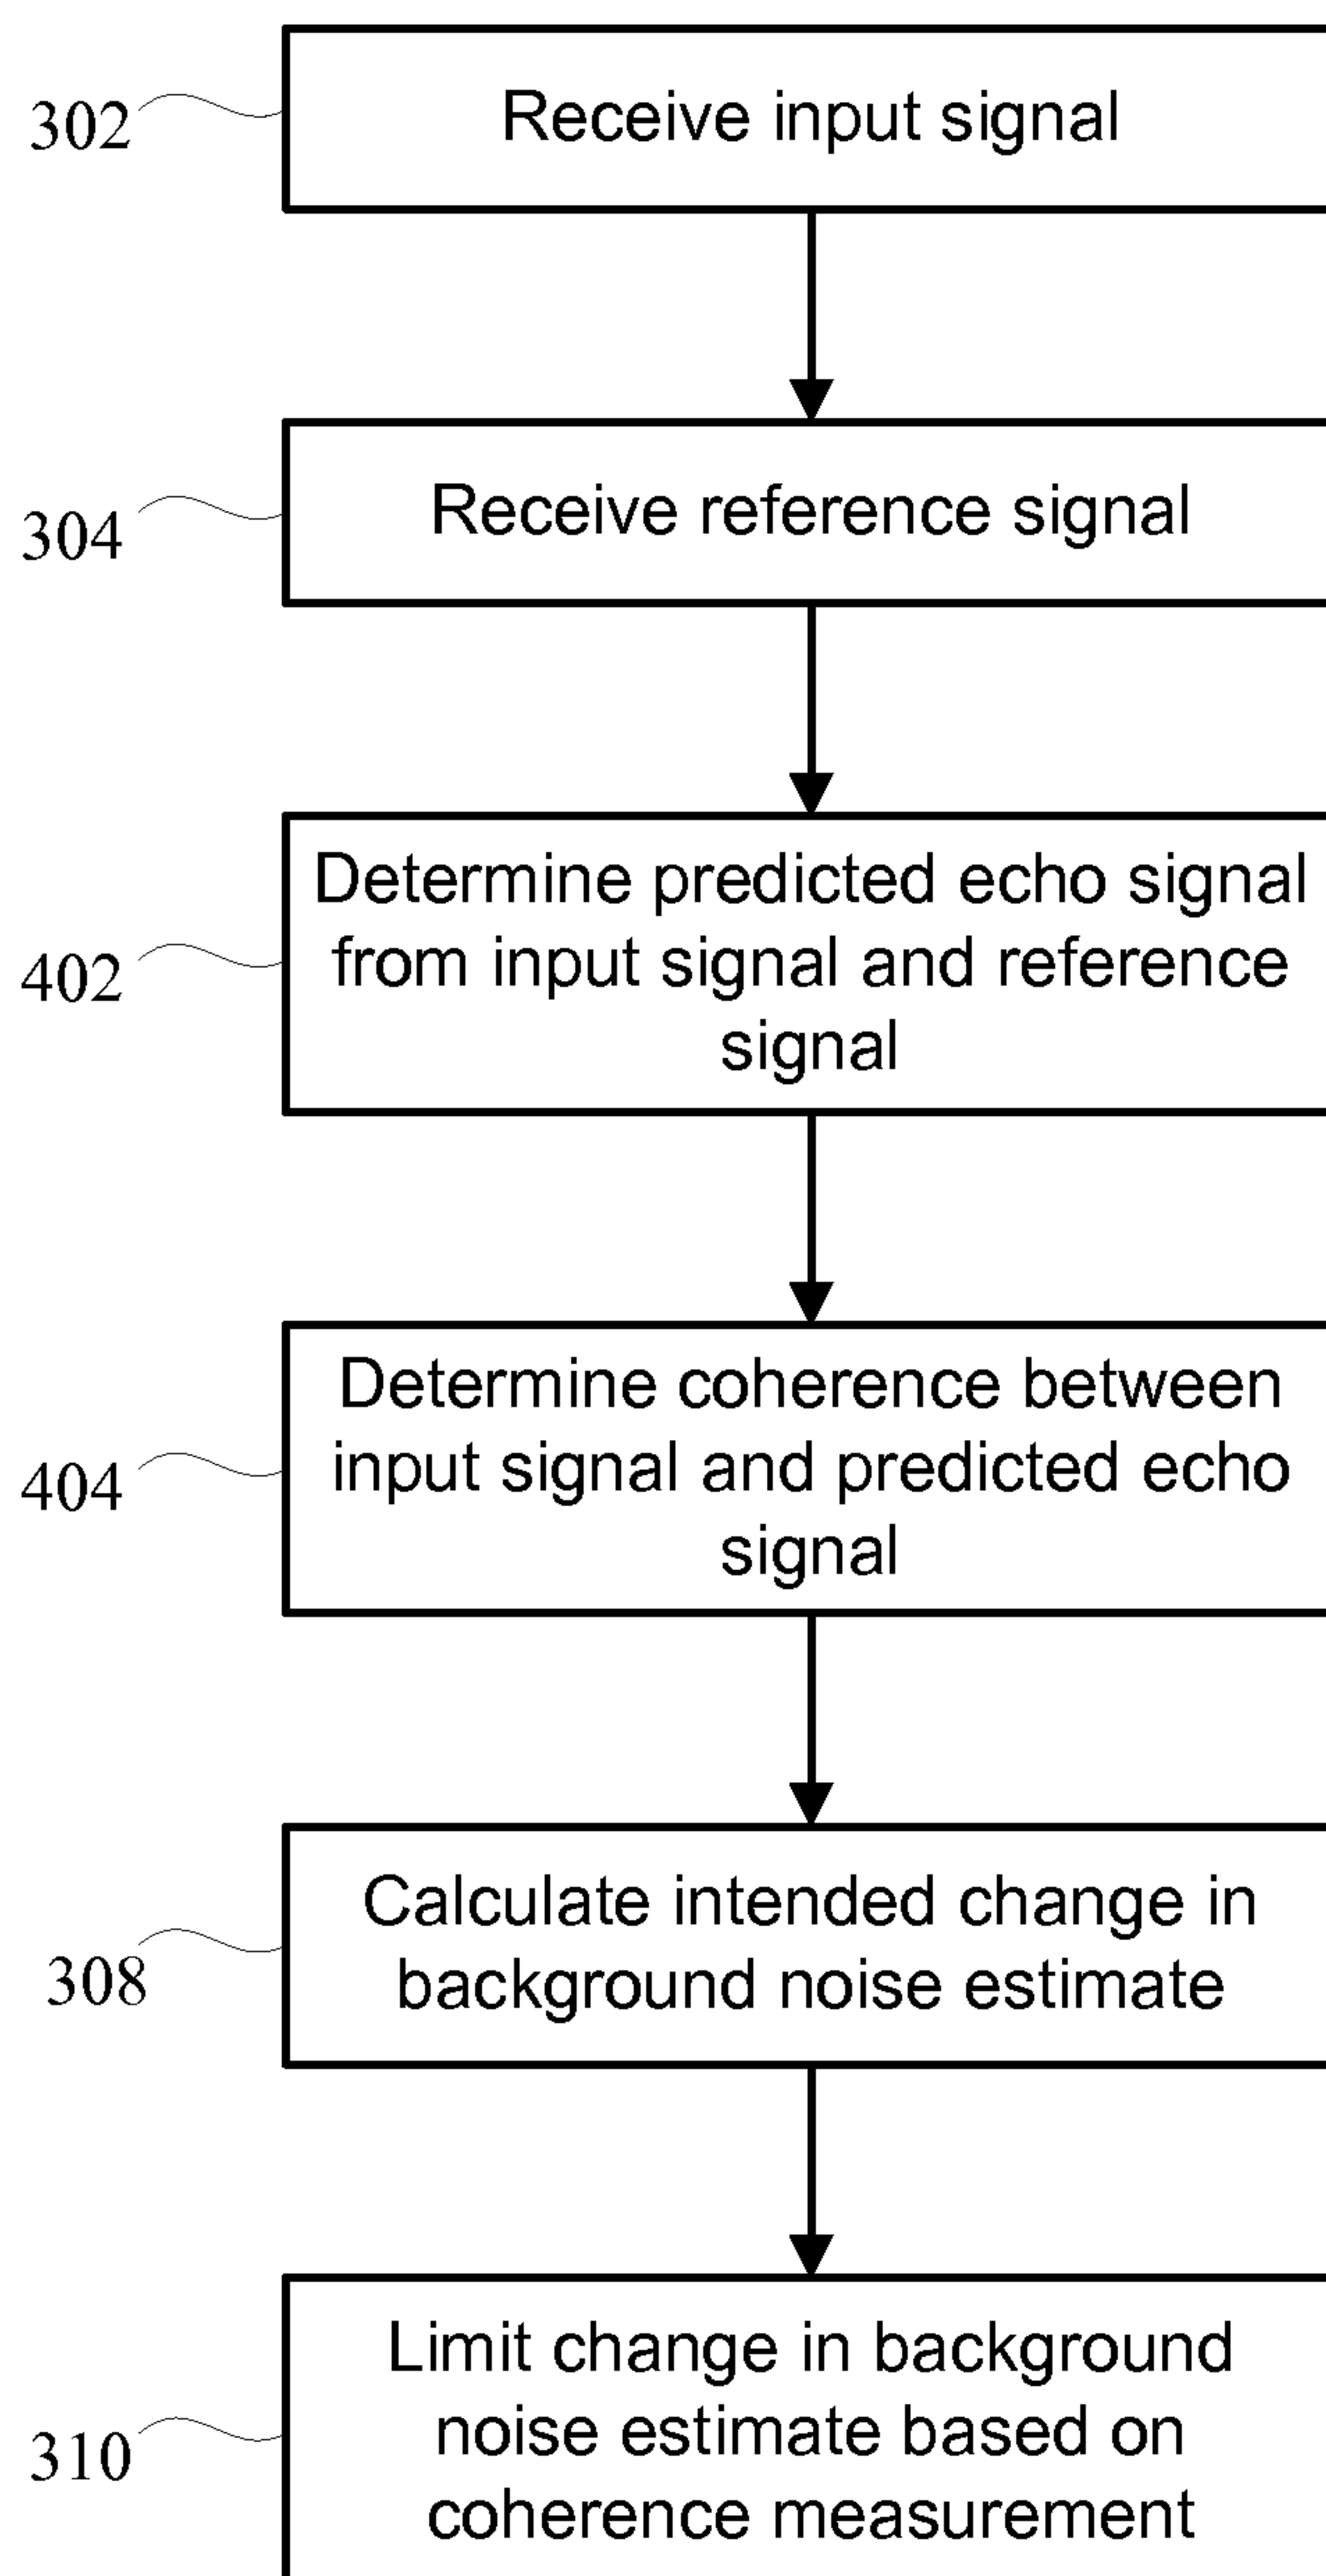 302
Receive input signal
304
Receive reference signal
402
Determine predicted echo signal
from input signal and reference
signal
404
Determine coherence between
input signal and predicted echo
signal
308
Calculate intended change in
background noise estimate
310
Limit change in background
noise estimate based on
coherence measurement